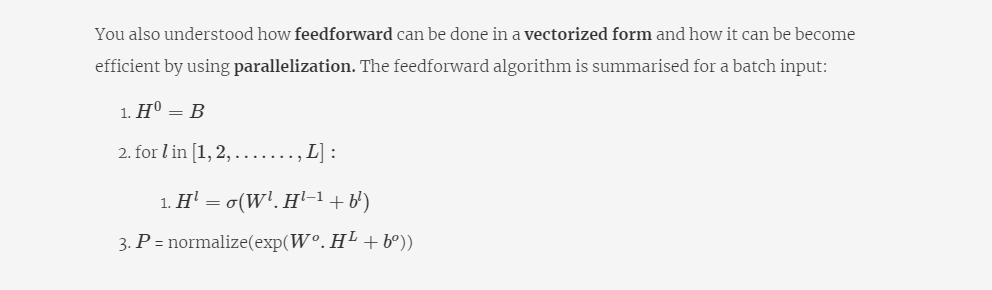 You also understood how feedforward can be done in a vectorized form and how it can be become
efficient by using parallelization. The feedforward algorithm is summarised for a batch input:
1. H⁰ = B
2. for l in [1, 2, . . . . . . ., L] :
1. Hˡ = σ(Wˡ. Hˡ⁻¹ + bˡ)
3. P = normalize(exp(Wᵒ. Hᴸ + bᵒ))